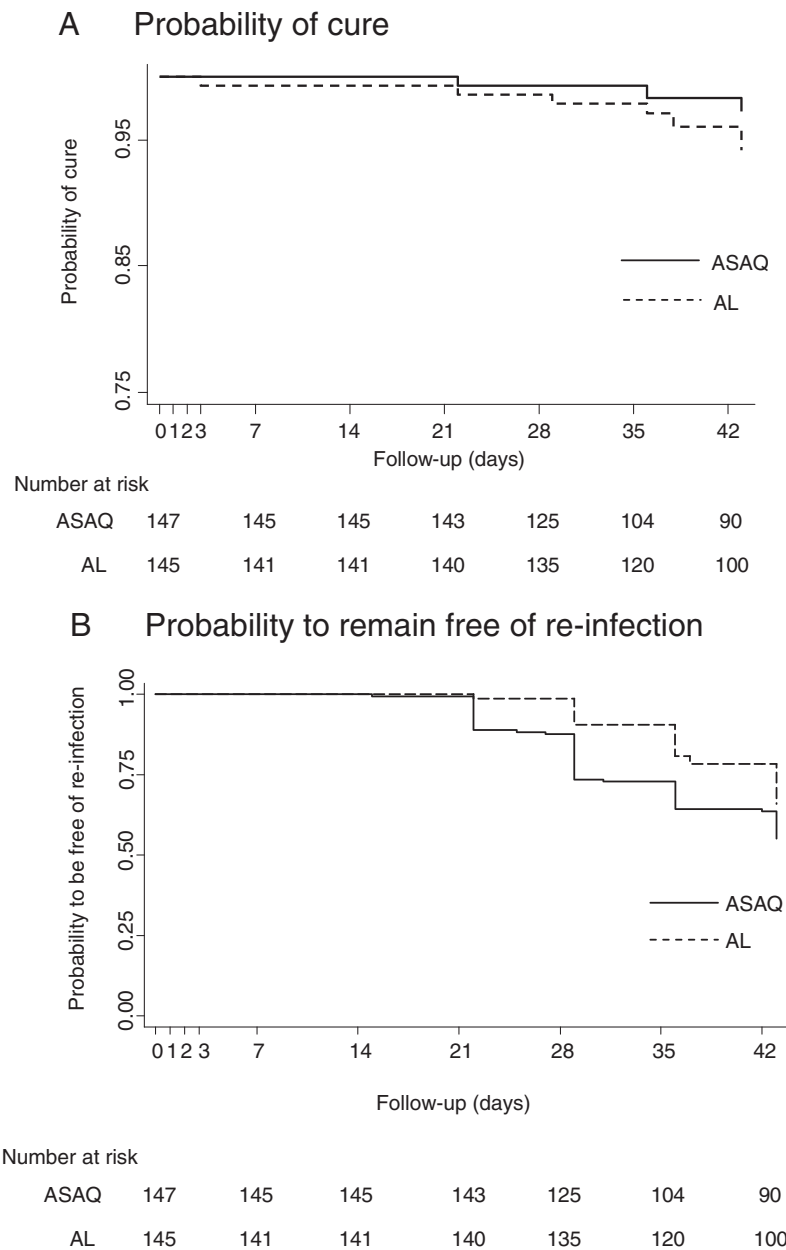 A Probability of cure
Probability of cure
0.95
0.85
0.75
ASAQ
AL
0 1 2 3 7 14 21 28 35 42
Follow-up (days)
Number at risk
ASAQ 147 145 145 143 125 104 90
AL 145 141 141 140 135 120 100
B Probability to remain free of re-infection
Probability to be free of re-infection
1.00
0.75
0.50
0.25
0.00
ASAQ
AL
0 1 2 3 7 14 21 28 35 42
Follow-up (days)
Number at risk
ASAQ 147 145 145 143 125 104 90
AL 145 141 141 140 135 120 100